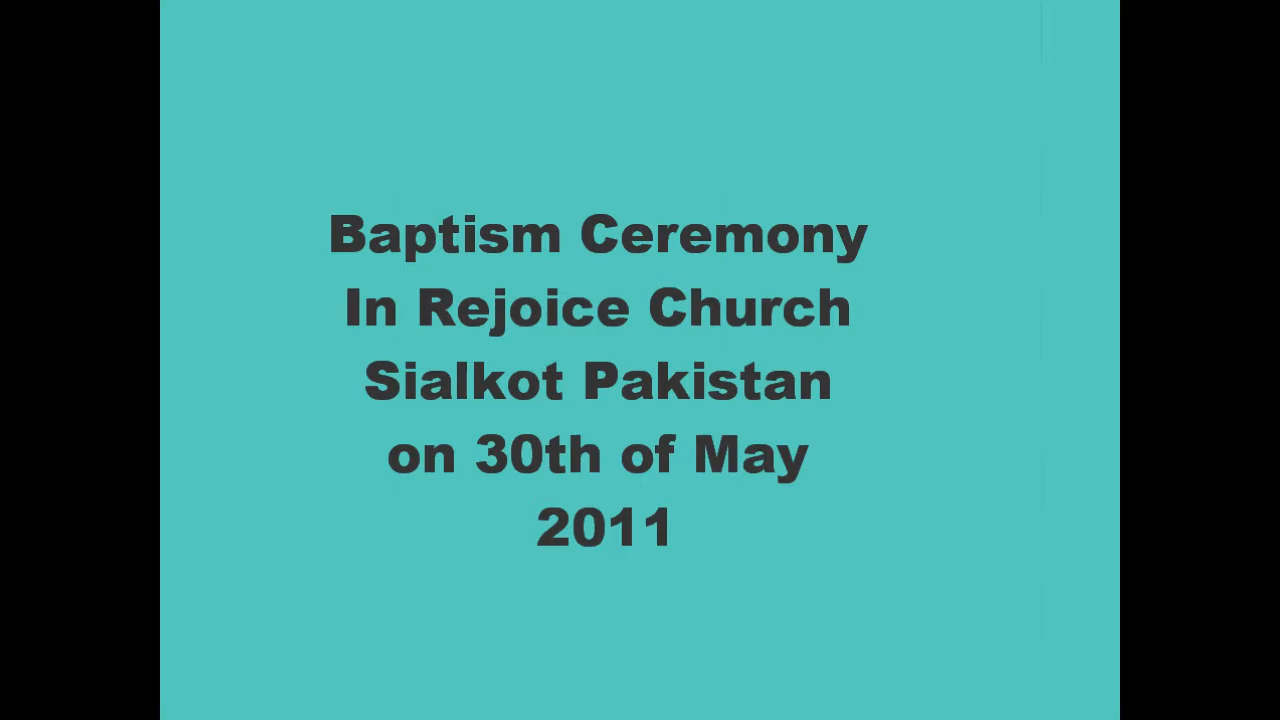 Baptism Ceremony
In Rejoice Church
Sialkot Pakistan
on 30th of May
2011